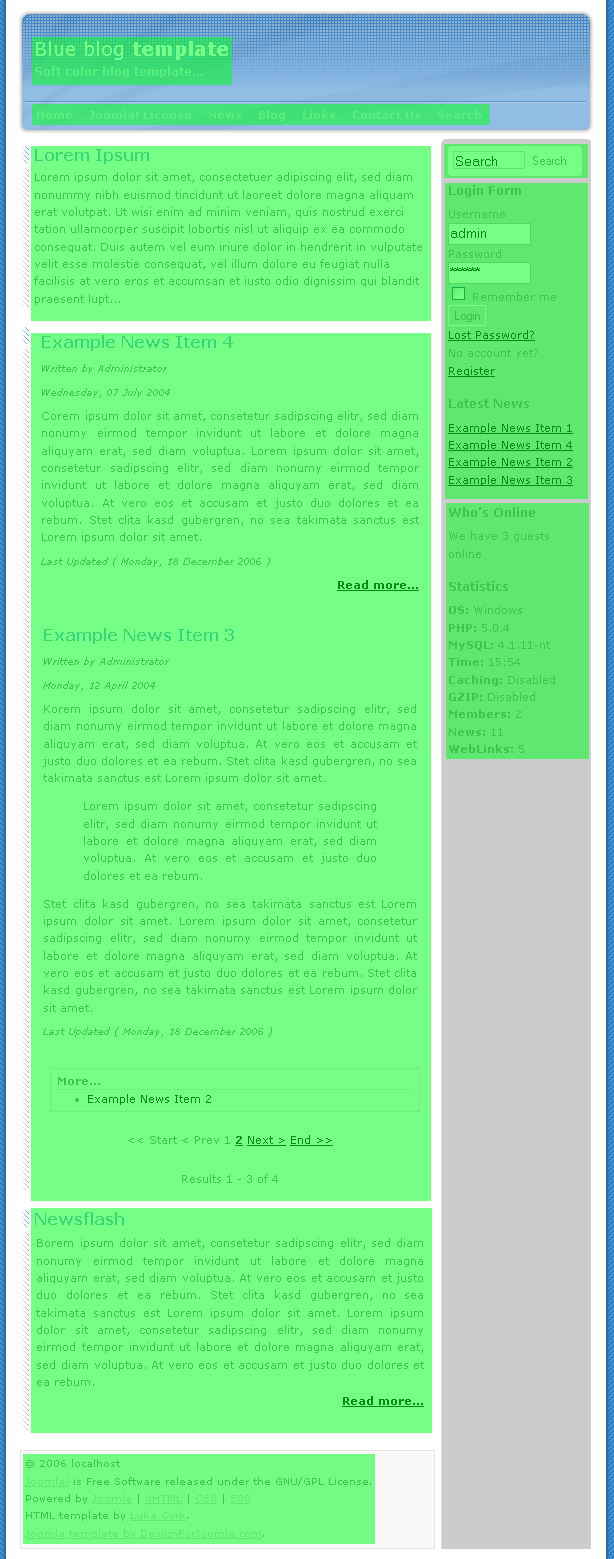 Blue blog template
Soft color blog template...
Home Joomla! License News Blog Links Contact Us Search
Lorem Ipsum
Lorem ipsum dolor sit amet, consectetuer adipiscing elit, sed diam
nonummy nibh euismod tincidunt ut laoreet dolore magna aliquam
erat volutpat. Ut wisi enim ad minim veniam, quis nostrud exerci
tation ullamcorper suscipit lobortis nisl ut aliquip ex ea commodo
consequat. Duis autem vel eum iriure dolor in hendrerit in vulputate
velit esse molestie consequat, vel illum dolore eu feugiat nulla
facilisis at vero eros et accumsan et iusto odio dignissim qui blandit
praesent lupt...
Example News Item 4
Written by Administrator
Wednesday, 07 July 2004
Corem ipsum dolor sit amet, consetetur sadipscing elitr, sed diam
nonumy eirmod tempor invidunt ut labore et dolore magna
aliquyam erat, sed diam voluptua. Lorem ipsum dolor sit amet,
consetetur sadipscing elitr, sed diam nonumy eirmod tempor
invidunt ut labore et dolore magna aliquyam erat, sed diam
voluptua. At vero eos et accusam et justo duo dolores et ea
rebum. Stet clita kasd gubergren, no sea takimata sanctus est
Lorem ipsum dolor sit amet.
Last Updated ( Monday, 18 December 2006 )
Read more...
Example News Item 3
Written by Administrator
Monday, 12 April 2004
Korem ipsum dolor sit amet, consetetur sadipscing elitr, sed
diam nonumy eirmod tempor invidunt ut labore et dolore magna
aliquyam erat, sed diam voluptua. At vero eos et accusam et
justo duo dolores et ea rebum. Stet clita kasd gubergren, no sea
takimata sanctus est Lorem ipsum dolor sit amet.
Lorem ipsum dolor sit amet, consetetur sadipscing
elitr, sed diam nonumy eirmod tempor invidunt ut
labore et dolore magna aliquyam erat, sed diam
voluptua. At vero eos et accusam et justo duo
dolores et ea rebum.
Stet clita kasd gubergren, no sea takimata sanctus est Lorem
ipsum dolor sit amet. Lorem ipsum dolor sit amet, consetetur
sadipscing elitr, sed diam nonumy eirmod tempor invidunt ut
labore et dolore magna aliquyam erat, sed diam voluptua. At
vero eos et accusam et justo duo dolores et ea rebum. Stet clita
kasd gubergren, no sea takimata sanctus est Lorem ipsum dolor
sit amet.
Last Updated ( Monday, 18 December 2006 )
More...
Example News Item 2
<< Start < Prev 1 2 Next > End >>
Results 1 - 3 of 4
Newsflash
Borem ipsum dolor sit amet, consetetur sadipscing elitr, sed diam
nonumy eirmod tempor invidunt ut labore et dolore magna
aliquyam erat, sed diam voluptua. At vero eos et accusam et justo
duo dolores et ea rebum. Stet clita kasd gubergren, no sea
takimata sanctus est Lorem ipsum dolor sit amet. Lorem ipsum
dolor sit amet, consetetur sadipscing elitr, sed diam nonumy
eirmod tempor invidunt ut labore et dolore magna aliquyam erat,
sed diam voluptua. At vero eos et accusam et justo duo dolores et
ea rebum.
Read more...
Search Search
Login Form
Username
admin
Password
******
Remember me
Login
Lost Password?
No account yet?
Register
Latest News
Example News Item 1
Example News Item 4
Example News Item 2
Example News Item 3
Who's Online
We have 3 guests
online
Statistics
OS: Windows
PHP: 5.0.4
MySQL: 4.1.11-nt
Time: 15:54
Caching: Disabled
GZIP: Disabled
Members: 2
News: 11
WebLinks: 5
© 2006 localhost
Joomla! is Free Software released under the GNU/GPL License.
Powered by Joomla | XHTML | CSS | 508
HTML template by Luka Cvrk.
Joomla template by DesignForJoomla.com.